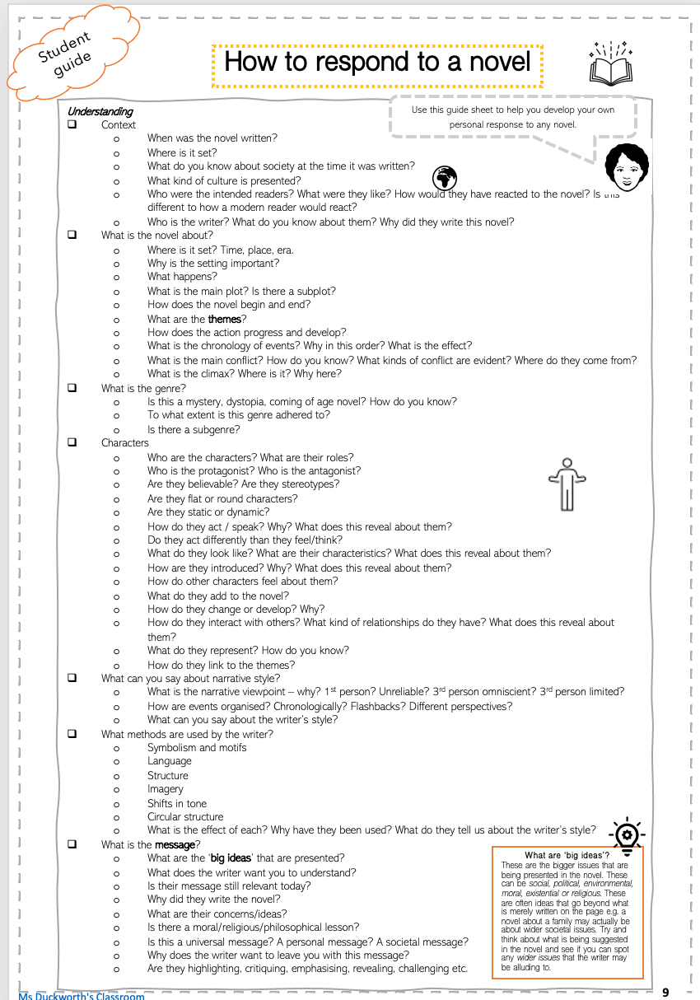 Student
guide
How to respond to a novel
Use this guide sheet to help you develop your own
personal response to any novel.
Understanding
❑ Context
o When was the novel written?
o Where is it set?
o What do you know about society at the time it was written?
o What kind of culture is presented?
o Who were the intended readers? What were they like? How would they have reacted to the novel? Is this
different to how a modern reader would react?
o Who is the writer? What do you know about them? Why did they write this novel?
❑ What is the novel about?
o Where is it set? Time, place, era.
o Why is the setting important?
o What happens?
o What is the main plot? Is there a subplot?
o How does the novel begin and end?
o What are the themes?
o How does the action progress and develop?
o What is the chronology of events? Why in this order? What is the effect?
o What is the main conflict? How do you know? What kinds of conflict are evident? Where do they come from?
o What is the climax? Where is it? Why here?
❑ What is the genre?
o Is this a mystery, dystopia, coming of age novel? How do you know?
o To what extent is this genre adhered to?
o Is there a subgenre?
❑ Characters
o Who are the characters? What are their roles?
o Who is the protagonist? Who is the antagonist?
o Are they believable? Are they stereotypes?
o Are they flat or round characters?
o Are they static or dynamic?
o How do they act / speak? Why? What does this reveal about them?
o Do they act differently than they feel/think?
o What do they look like? What are their characteristics? What does this reveal about them?
o How are they introduced? Why? What does this reveal about them?
o How do other characters feel about them?
o What do they add to the novel?
o How do they change or develop? Why?
o How do they interact with others? What kind of relationships do they have? What does this reveal about
them?
o What do they represent? How do you know?
o How do they link to the themes?
❑ What can you say about narrative style?
o What is the narrative viewpoint – why? 1st person? Unreliable? 3rd person omniscient? 3rd person limited?
o How are events organised? Chronologically? Flashbacks? Different perspectives?
o What can you say about the writer's style?
❑ What methods are used by the writer?
o Symbolism and motifs
o Language
o Structure
o Imagery
o Shifts in tone
o Circular structure
o What is the effect of each? Why have they been used? What do they tell us about the writer's style?
❑ What is the message?
o What are the 'big ideas' that are presented?
o What does the writer want you to understand?
o Is their message still relevant today?
o Why did they write the novel?
o What are their concerns/ideas?
o Is there a moral/religious/philosophical lesson?
o Is this a universal message? A personal message? A societal message?
o Why does the writer want to leave you with this message?
o Are they highlighting, critiquing, emphasising, revealing, challenging etc.
What are 'big ideas'?
These are the bigger issues that are
being presented in the novel. These
can be social, political, environmental,
moral, existential or religious. These
are often ideas that go beyond what
is merely written on the page e.g. a
novel about a family may actually be
about wider societal issues. Try and
think about what is being suggested
in the novel and see if you can spot
any wider issues that the writer may
be alluding to.
Ms Duckworth's Classroom
9